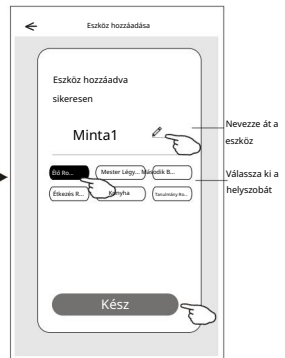 Eszköz hozzáadása
Eszköz hozzáadva
sikeresen
Minta1
Nevezze át a
eszköz
Élő Ro...
Mester Légy...
Második B...
Válassza ki a
helyszobát
Étkezés R...
Konyha
Tanulmány Ro...
Kész